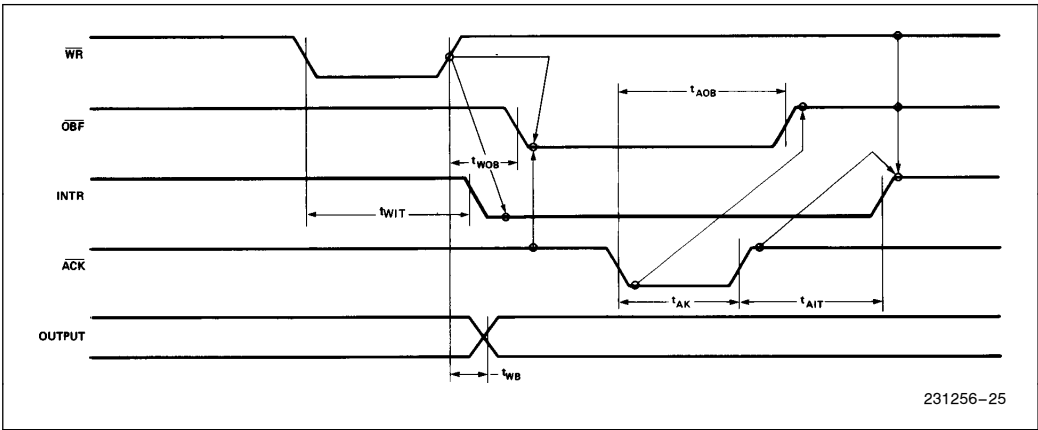 WR
OBF
tAOB
tWOB
INTR
tWIT
ACK
tAK
tAIT
OUTPUT
tWB
231256-25